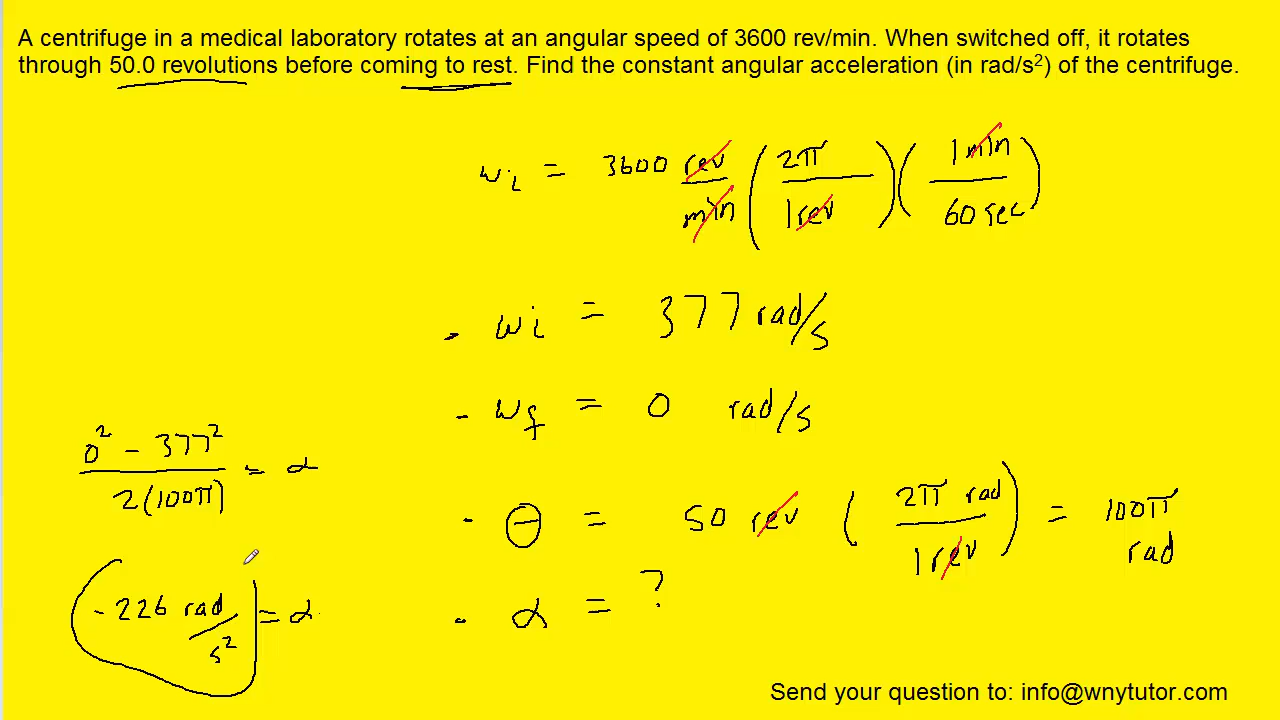 A centrifuge in a medical laboratory rotates at an angular speed of 3600 rev/min. When switched off, it rotates
through 50.0 revolutions before coming to rest. Find the constant angular acceleration (in rad/s²) of the centrifuge.
wi = 3600 rev/min (2π/1rev)(1min/60sec)
- wi = 377 rad/s
- wf = 0 rad/s
0² - 377²/2(100π) = α
- θ = 50 rev (2π rad/1rev) = 100π rad
- α = ?
-226 rad/s² = α
Send your question to: info@wnytutor.com